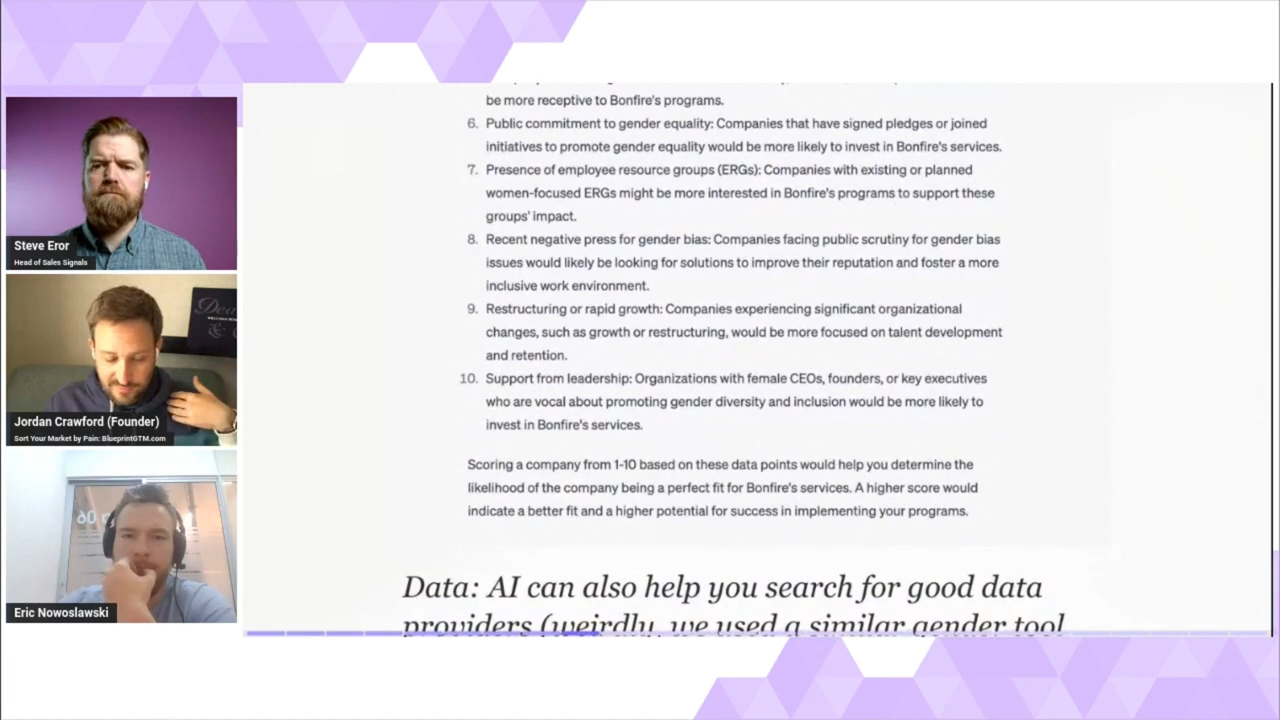 Steve Eror
Head of Sales Signals
Jordan Crawford (Founder)
Sort Your Market by Pain: BlueprintGTM.com
Eric Nowoslawski
be more receptive to Bonfire's programs.
6. Public commitment to gender equality: Companies that have signed pledges or joined
initiatives to promote gender equality would be more likely to invest in Bonfire's services.
7. Presence of employee resource groups (ERGs): Companies with existing or planned
women-focused ERGs might be more interested in Bonfire's programs to support these
groups' impact.
8. Recent negative press for gender bias: Companies facing public scrutiny for gender bias
issues would likely be looking for solutions to improve their reputation and foster a more
inclusive work environment.
9. Restructuring or rapid growth: Companies experiencing significant organizational
changes, such as growth or restructuring, would be more focused on talent development
and retention.
10. Support from leadership: Organizations with female CEOs, founders, or key executives
who are vocal about promoting gender diversity and inclusion would be more likely to
invest in Bonfire's services.
Scoring a company from 1-10 based on these data points would help you determine the
likelihood of the company being a perfect fit for Bonfire's services. A higher score would
indicate a better fit and a higher potential for success in implementing your programs.
Data: AI can also help you search for good data
providers (weirdly, we used a similar gender tool